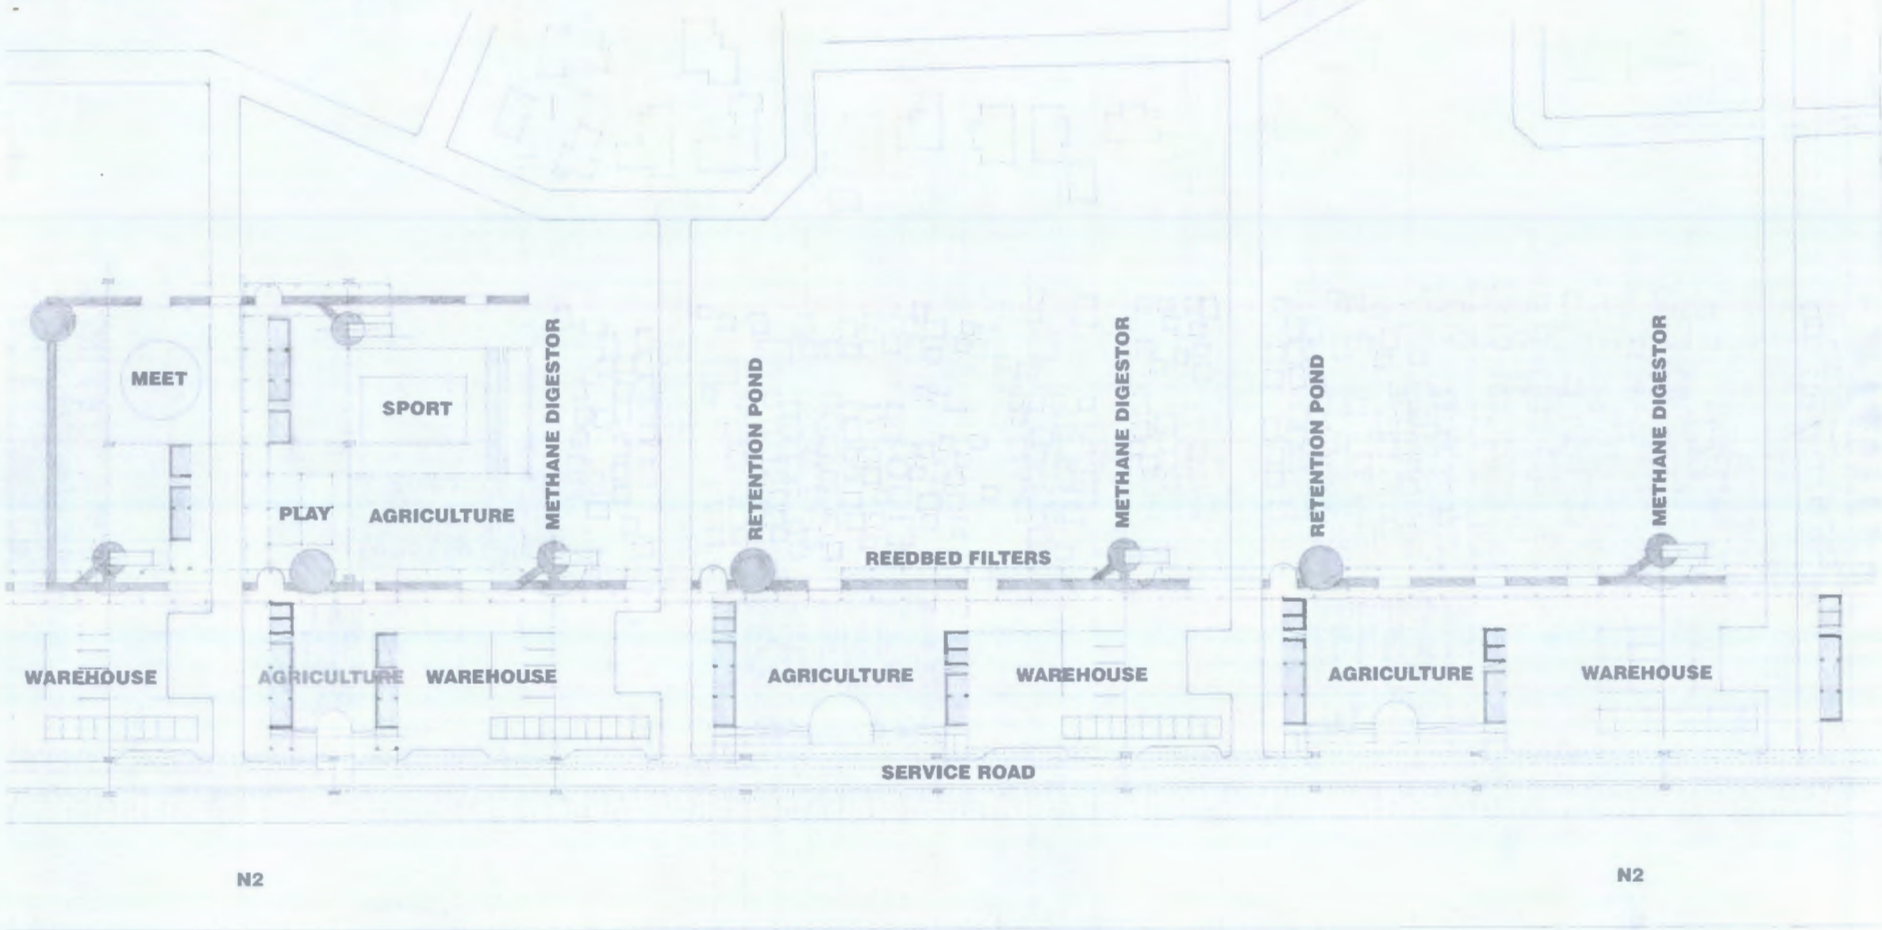 MEET
SPORT
METHANE DIGESTOR
RETENTION POND
METHANE DIGESTOR
RETENTION POND
METHANE DIGESTOR
PLAY
AGRICULTURE
REEDBED FILTERS
WAREHOUSE
AGRICULTURE
WAREHOUSE
AGRICULTURE
WAREHOUSE
AGRICULTURE
WAREHOUSE
SERVICE ROAD
N2
N2